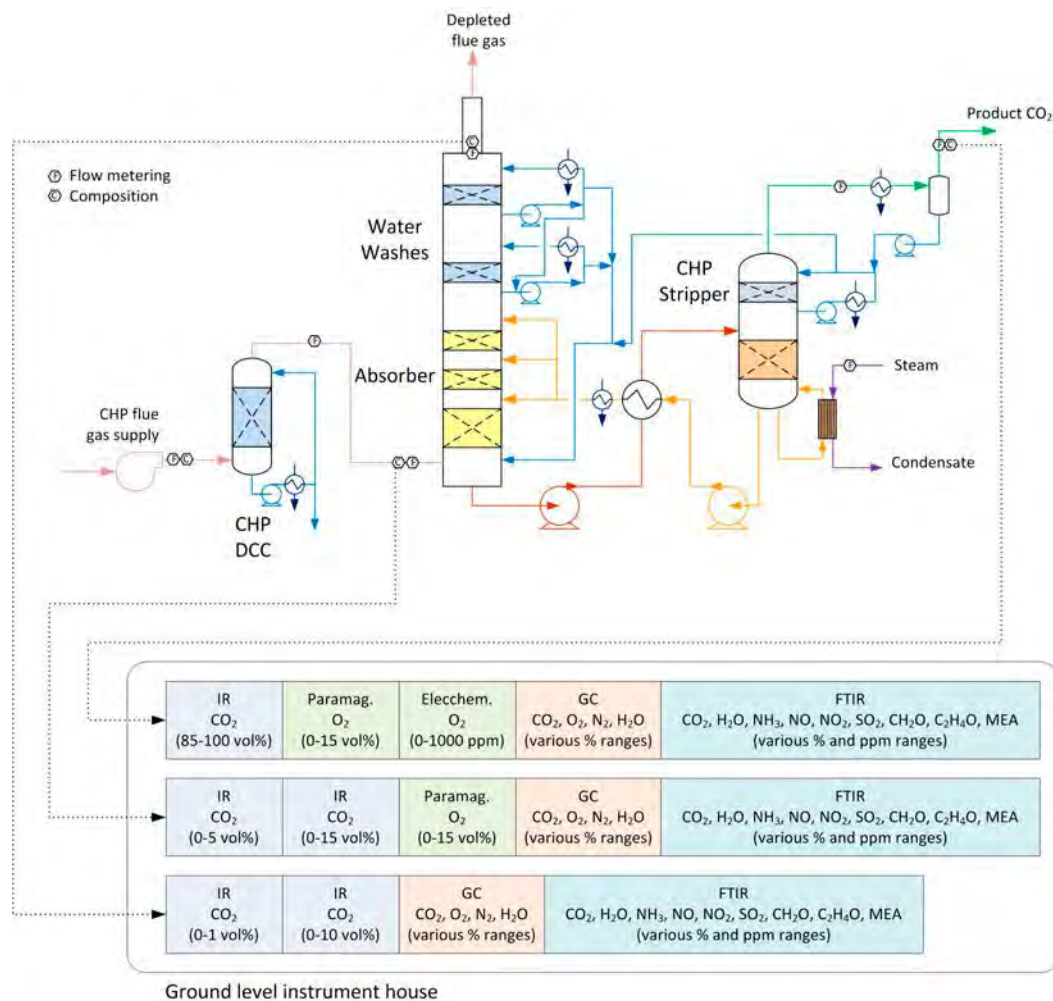 Depleted
flue gas
Product CO₂
Ⓕ Flow metering
Ⓒ Composition
Water
Washes
CHP
Stripper
Absorber
Steam
CHP flue
gas supply
Condensate
CHP
DCC
IR
CO₂
(85-100 vol%)
Paramag.
O₂
(0-15 vol%)
Elecchem.
O₂
(0-1000 ppm)
GC
CO₂, O₂, N₂, H₂O
(various % ranges)
FTIR
CO₂, H₂O, NH₃, NO, NO₂, SO₂, CH₂O, C₂H₄O, MEA
(various % and ppm ranges)
IR
CO₂
(0-5 vol%)
IR
CO₂
(0-15 vol%)
Paramag.
O₂
(0-15 vol%)
GC
CO₂, O₂, N₂, H₂O
(various % ranges)
FTIR
CO₂, H₂O, NH₃, NO, NO₂, SO₂, CH₂O, C₂H₄O, MEA
(various % and ppm ranges)
IR
CO₂
(0-1 vol%)
IR
CO₂
(0-10 vol%)
GC
CO₂, O₂, N₂, H₂O
(various % ranges)
FTIR
CO₂, H₂O, NH₃, NO, NO₂, SO₂, CH₂O, C₂H₄O, MEA
(various % and ppm ranges)
Ground level instrument house